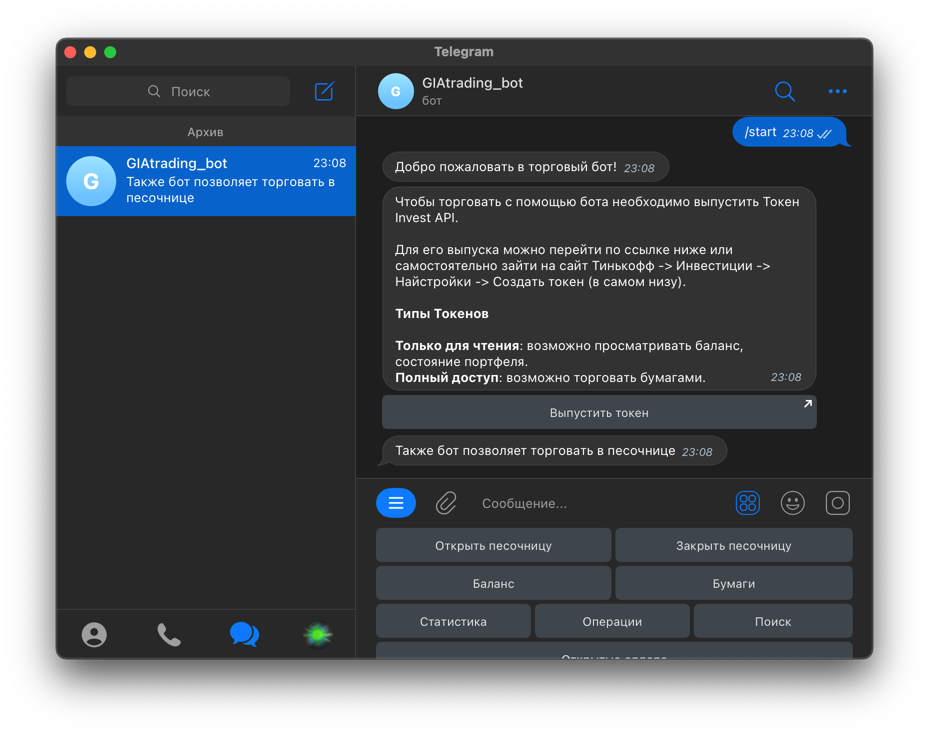 Telegram
Поиск
Архив
GIAtrading_bot 23:08
Также бот позволяет торговать в
песочнице
G
G
GIAtrading_bot
бот
/start 23:08
Добро пожаловать в торговый бот! 23:08
Чтобы торговать с помощью бота необходимо выпустить Токен
Invest API.
Для его выпуска можно перейти по ссылке ниже или
самостоятельно зайти на сайт Тинькофф -> Инвестиции ->
Найстройки -> Создать токен (в самом низу).
Типы Токенов
Только для чтения: возможно просматривать баланс,
состояние портфеля.
Полный доступ: возможно торговать бумагами. 23:08
Выпустить токен
Также бот позволяет торговать в песочнице 23:08
Сообщение...
Открыть песочницу Закрыть песочницу
Баланс Бумаги
Статистика Операции Поиск